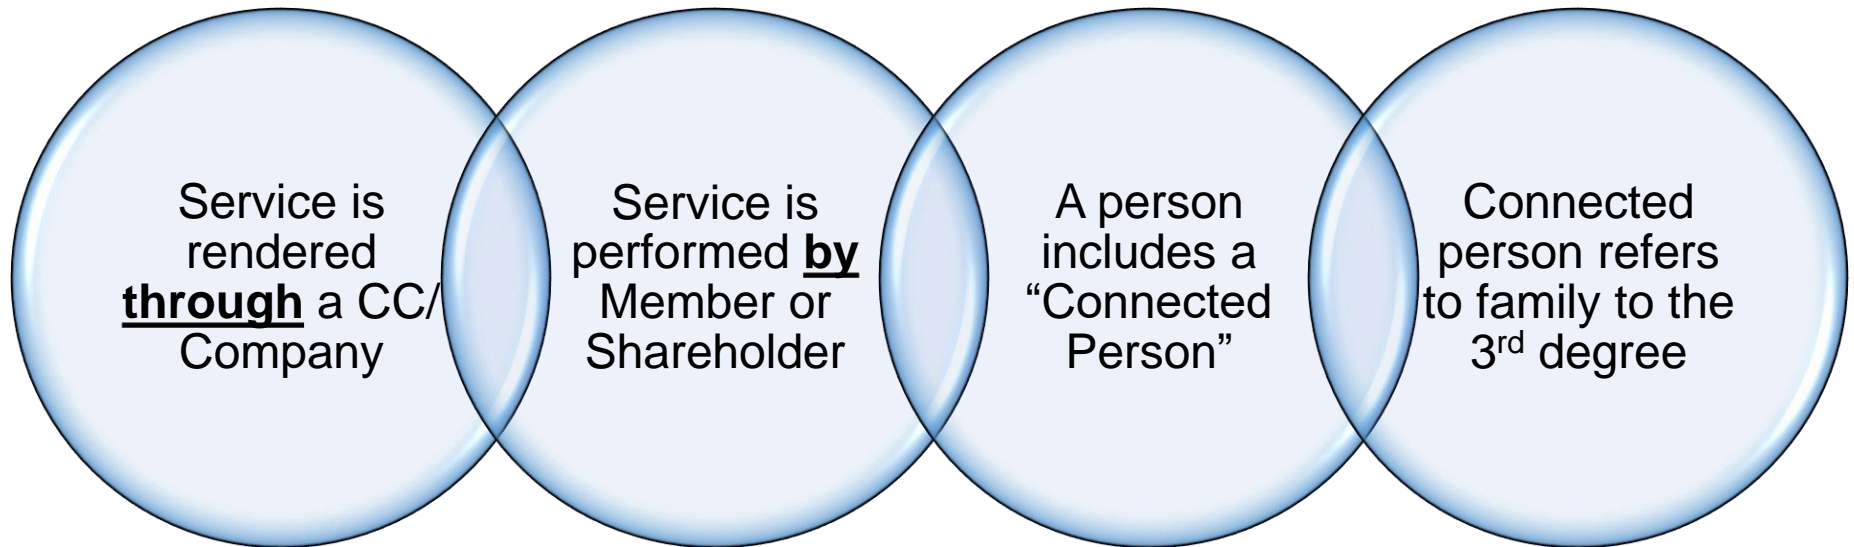 Service is
rendered
through a CC/
Company
Service is
performed by
Member or
Shareholder
A person
includes a
“Connected
Person”
Connected
person refers
to family to the
3rd degree